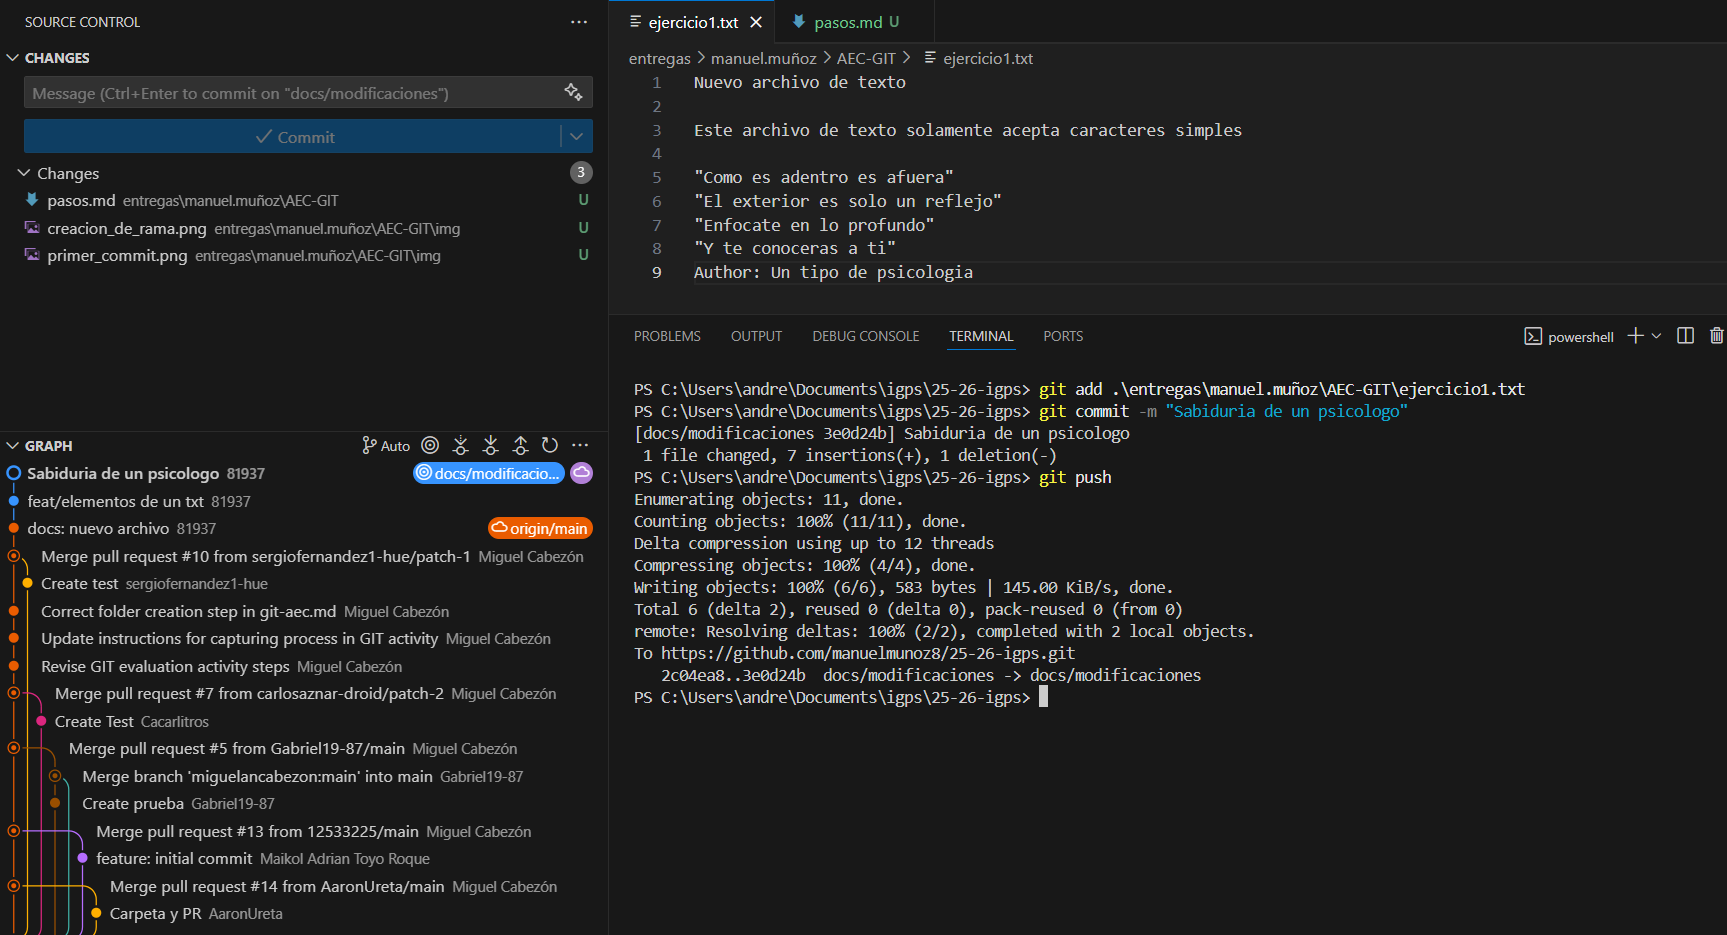 SOURCE CONTROL
CHANGES
Message (Ctrl+Enter to commit on "docs/modificaciones")
Commit
Changes 3
pasos.md entregas\manuel.muñoz\AEC-GIT U
creacion_de_rama.png entregas\manuel.muñoz\AEC-GIT\img U
primer_commit.png entregas\manuel.muñoz\AEC-GIT\img U
GRAPH Auto
Sabiduria de un psicologo 81937 docs/modificacio...
feat/elementos de un txt 81937
docs: nuevo archivo 81937 origin/main
Merge pull request #10 from sergiofernandez1-hue/patch-1 Miguel Cabezón
Create test sergiofernandez1-hue
Correct folder creation step in git-aec.md Miguel Cabezón
Update instructions for capturing process in GIT activity Miguel Cabezón
Revise GIT evaluation activity steps Miguel Cabezón
Merge pull request #7 from carlosaznar-droid/patch-2 Miguel Cabezón
Create Test Cacarlitros
Merge pull request #5 from Gabriel19-87/main Miguel Cabezón
Merge branch 'miguelancabezon:main' into main Gabriel19-87
Create prueba Gabriel19-87
Merge pull request #13 from 12533225/main Miguel Cabezón
feature: initial commit Maikol Adrian Toyo Roque
Merge pull request #14 from AaronUreta/main Miguel Cabezón
Carpeta y PR AaronUreta
ejercicio1.txt pasos.md U
entregas > manuel.muñoz > AEC-GIT > ejercicio1.txt
1 Nuevo archivo de texto
2
3 Este archivo de texto solamente acepta caracteres simples
4
5 "Como es adentro es afuera"
6 "El exterior es solo un reflejo"
7 "Enfocate en lo profundo"
8 "Y te conoceras a ti"
9 Author: Un tipo de psicologia
PROBLEMS OUTPUT DEBUG CONSOLE TERMINAL PORTS powershell
PS C:\Users\andre\Documents\igps\25-26-igps> git add .\entregas\manuel.muñoz\AEC-GIT\ejercicio1.txt
PS C:\Users\andre\Documents\igps\25-26-igps> git commit -m "Sabiduria de un psicologo"
[docs/modificaciones 3e0d24b] Sabiduria de un psicologo
1 file changed, 7 insertions(+), 1 deletion(-)
PS C:\Users\andre\Documents\igps\25-26-igps> git push
Enumerating objects: 11, done.
Counting objects: 100% (11/11), done.
Delta compression using up to 12 threads
Compressing objects: 100% (4/4), done.
Writing objects: 100% (6/6), 583 bytes | 145.00 KiB/s, done.
Total 6 (delta 2), reused 0 (delta 0), pack-reused 0 (from 0)
remote: Resolving deltas: 100% (2/2), completed with 2 local objects.
To https://github.com/manuelmunoz8/25-26-igps.git
2c04ea8..3e0d24b docs/modificaciones -> docs/modificaciones
PS C:\Users\andre\Documents\igps\25-26-igps>